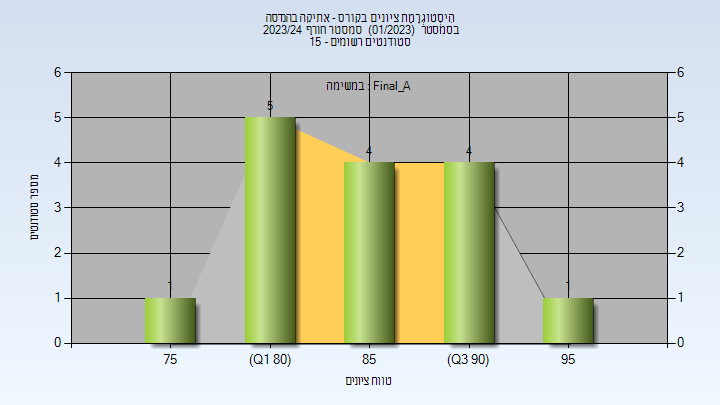 היסטוגרמת ציונים בקורס - אתיקה בהנדסה
בסמסטר (01/2023) סמסטר חורף 2023/24
סטודנטים רשומים - 15
במשימה : Final_A
6 6
5 5
4 4
3 3
2 2
1 1
0 0
5
4
4
1
1
מספר סטודנטים
75 (Q1 80) 85 (Q3 90) 95
טווח ציונים